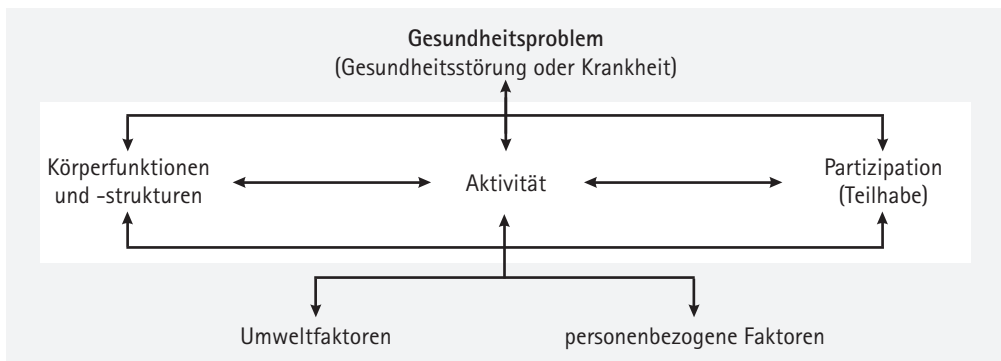 Gesundheitsproblem
(Gesundheitsstörung oder Krankheit)
Körperfunktionen
und -strukturen
Aktivität
Partizipation
(Teilhabe)
Umweltfaktoren
personenbezogene Faktoren